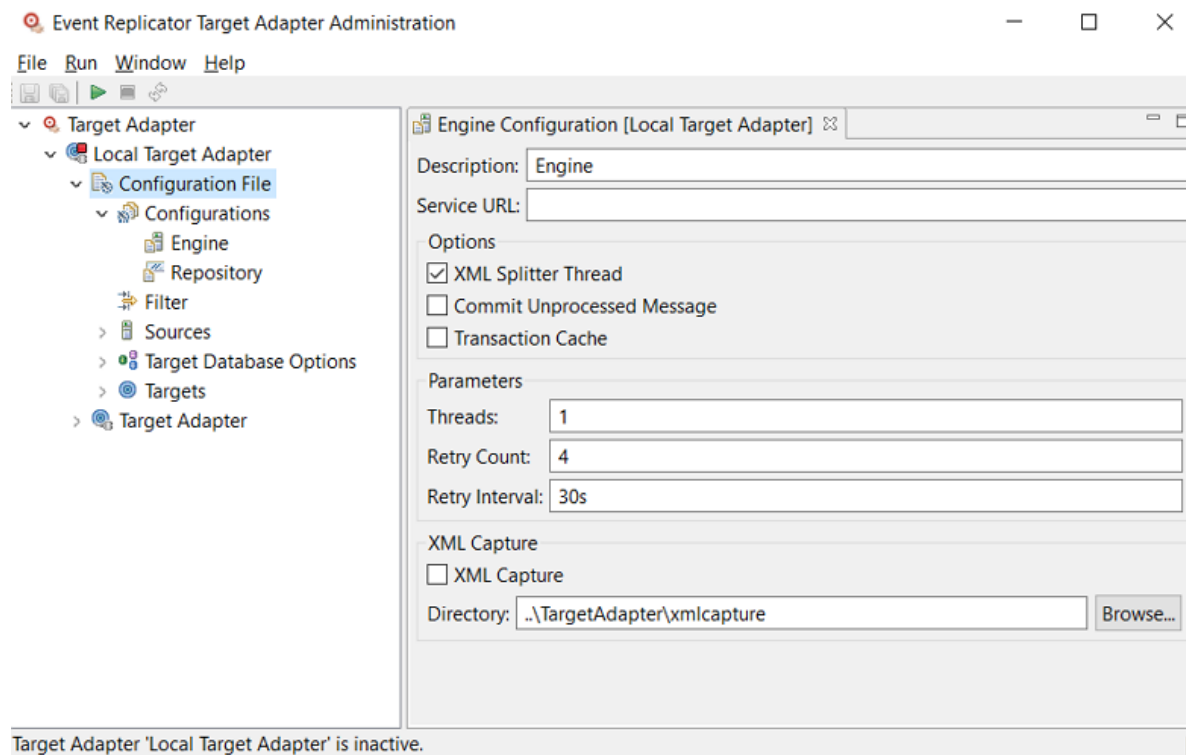 Event Replicator Target Adapter Administration
File Run Window Help
Target Adapter
Local Target Adapter
Configuration File
Configurations
Engine
Repository
Filter
Sources
Target Database Options
Targets
Target Adapter
Engine Configuration [Local Target Adapter]
Description: Engine
Service URL:
Options
XML Splitter Thread
Commit Unprocessed Message
Transaction Cache
Parameters
Threads: 1
Retry Count: 4
Retry Interval: 30s
XML Capture
XML Capture
Directory: ..\TargetAdapter\xmlcapture Browse...
Target Adapter 'Local Target Adapter' is inactive.